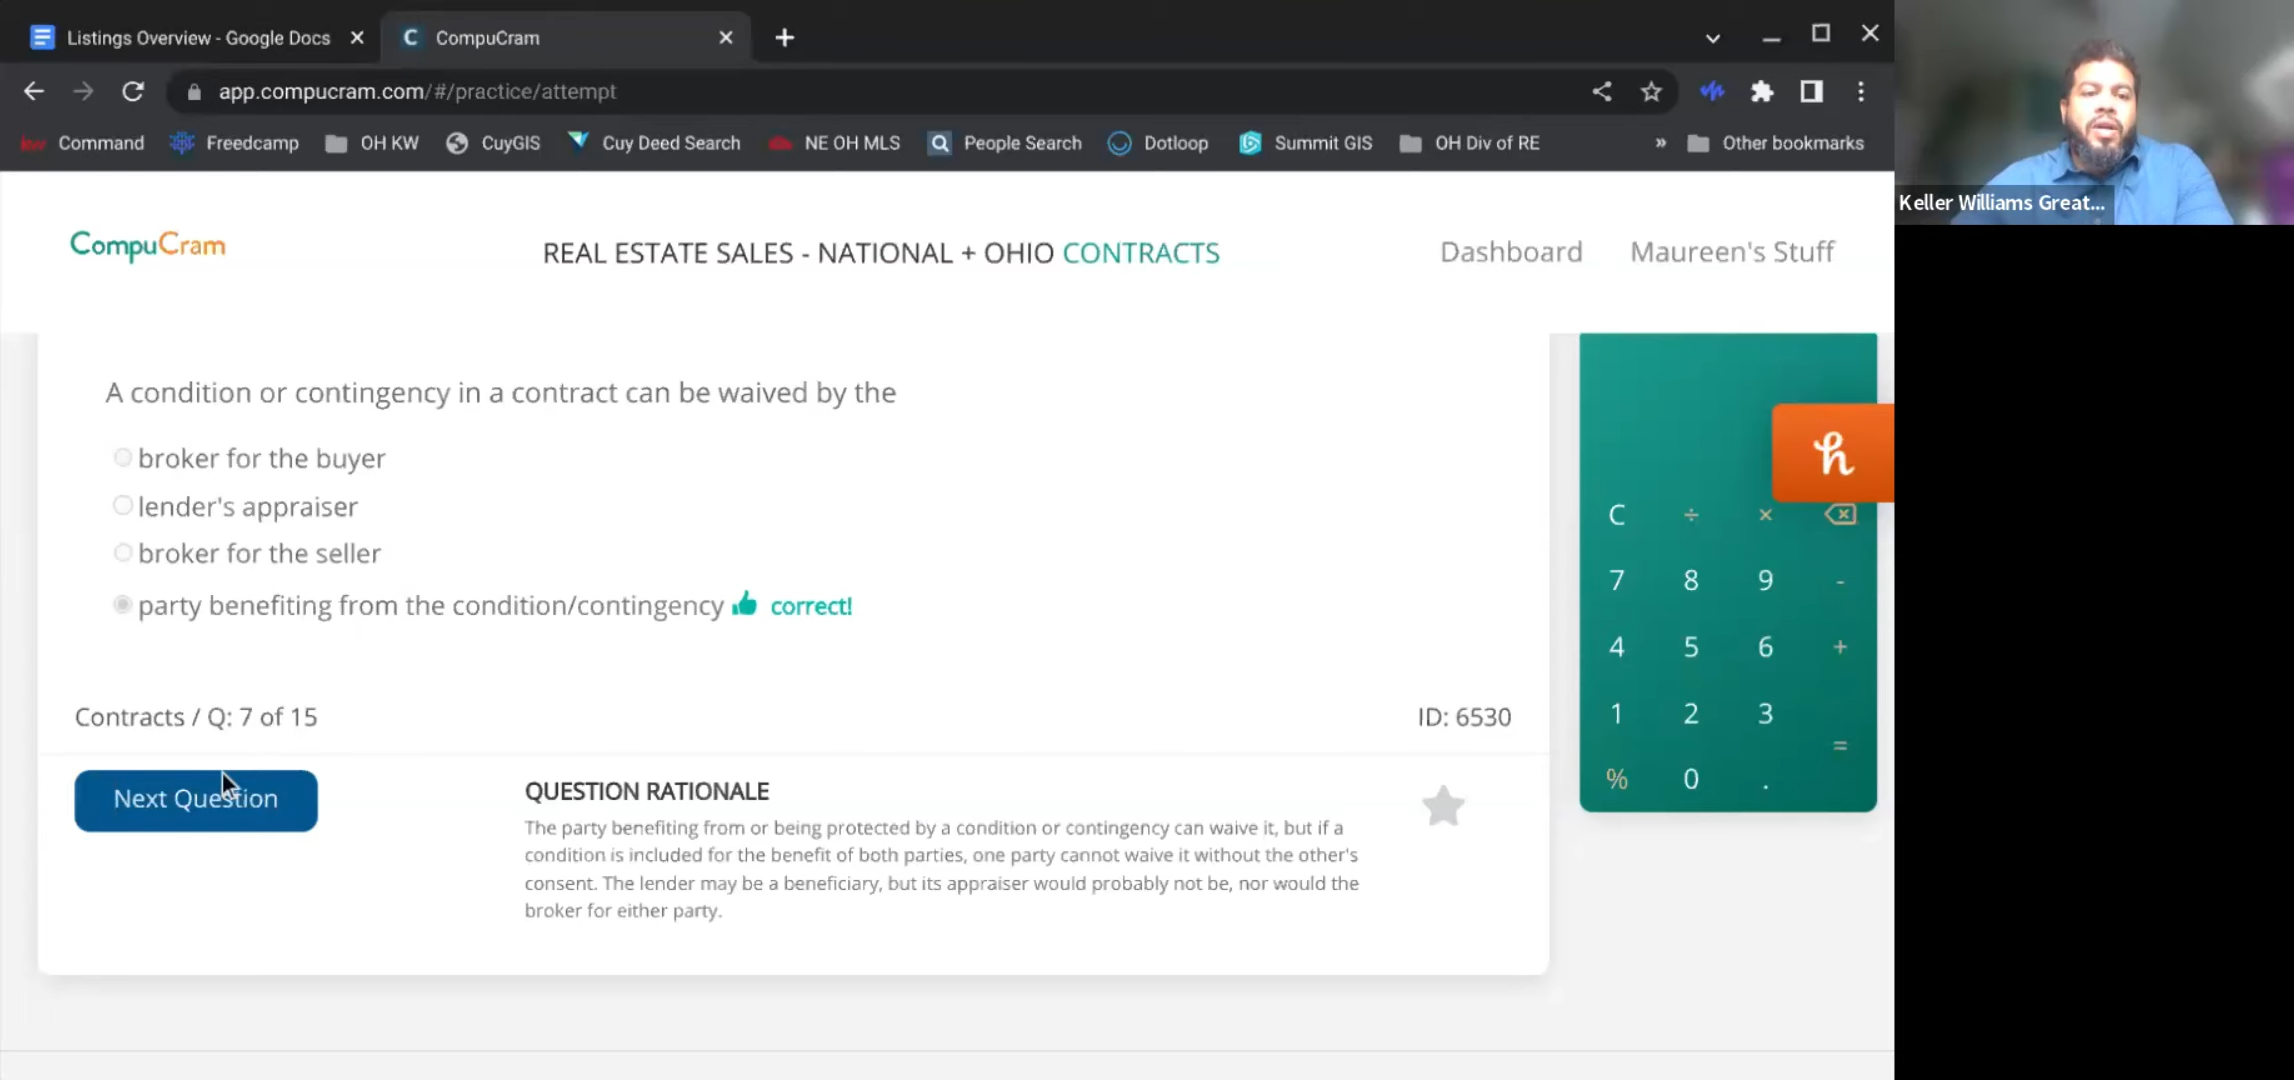 Listings Overview - Google Docs
C CompuCram
app.compucram.com/#/practice/attempt
kw Command Freedcamp OH KW CuyGIS Cuy Deed Search NE OH MLS People Search Dotloop Summit GIS OH Div of RE » Other bookmarks
Keller Williams Great...
CompuCram
REAL ESTATE SALES - NATIONAL + OHIO CONTRACTS
Dashboard Maureen's Stuff
A condition or contingency in a contract can be waived by the
broker for the buyer
lender's appraiser
broker for the seller
party benefiting from the condition/contingency correct!
Contracts / Q: 7 of 15
ID: 6530
Next Question
QUESTION RATIONALE
The party benefiting from or being protected by a condition or contingency can waive it, but if a
condition is included for the benefit of both parties, one party cannot waive it without the other's
consent. The lender may be a beneficiary, but its appraiser would probably not be, nor would the
broker for either party.
h
C ÷ ×
7 8 9 -
4 5 6 +
1 2 3
=
% 0 .